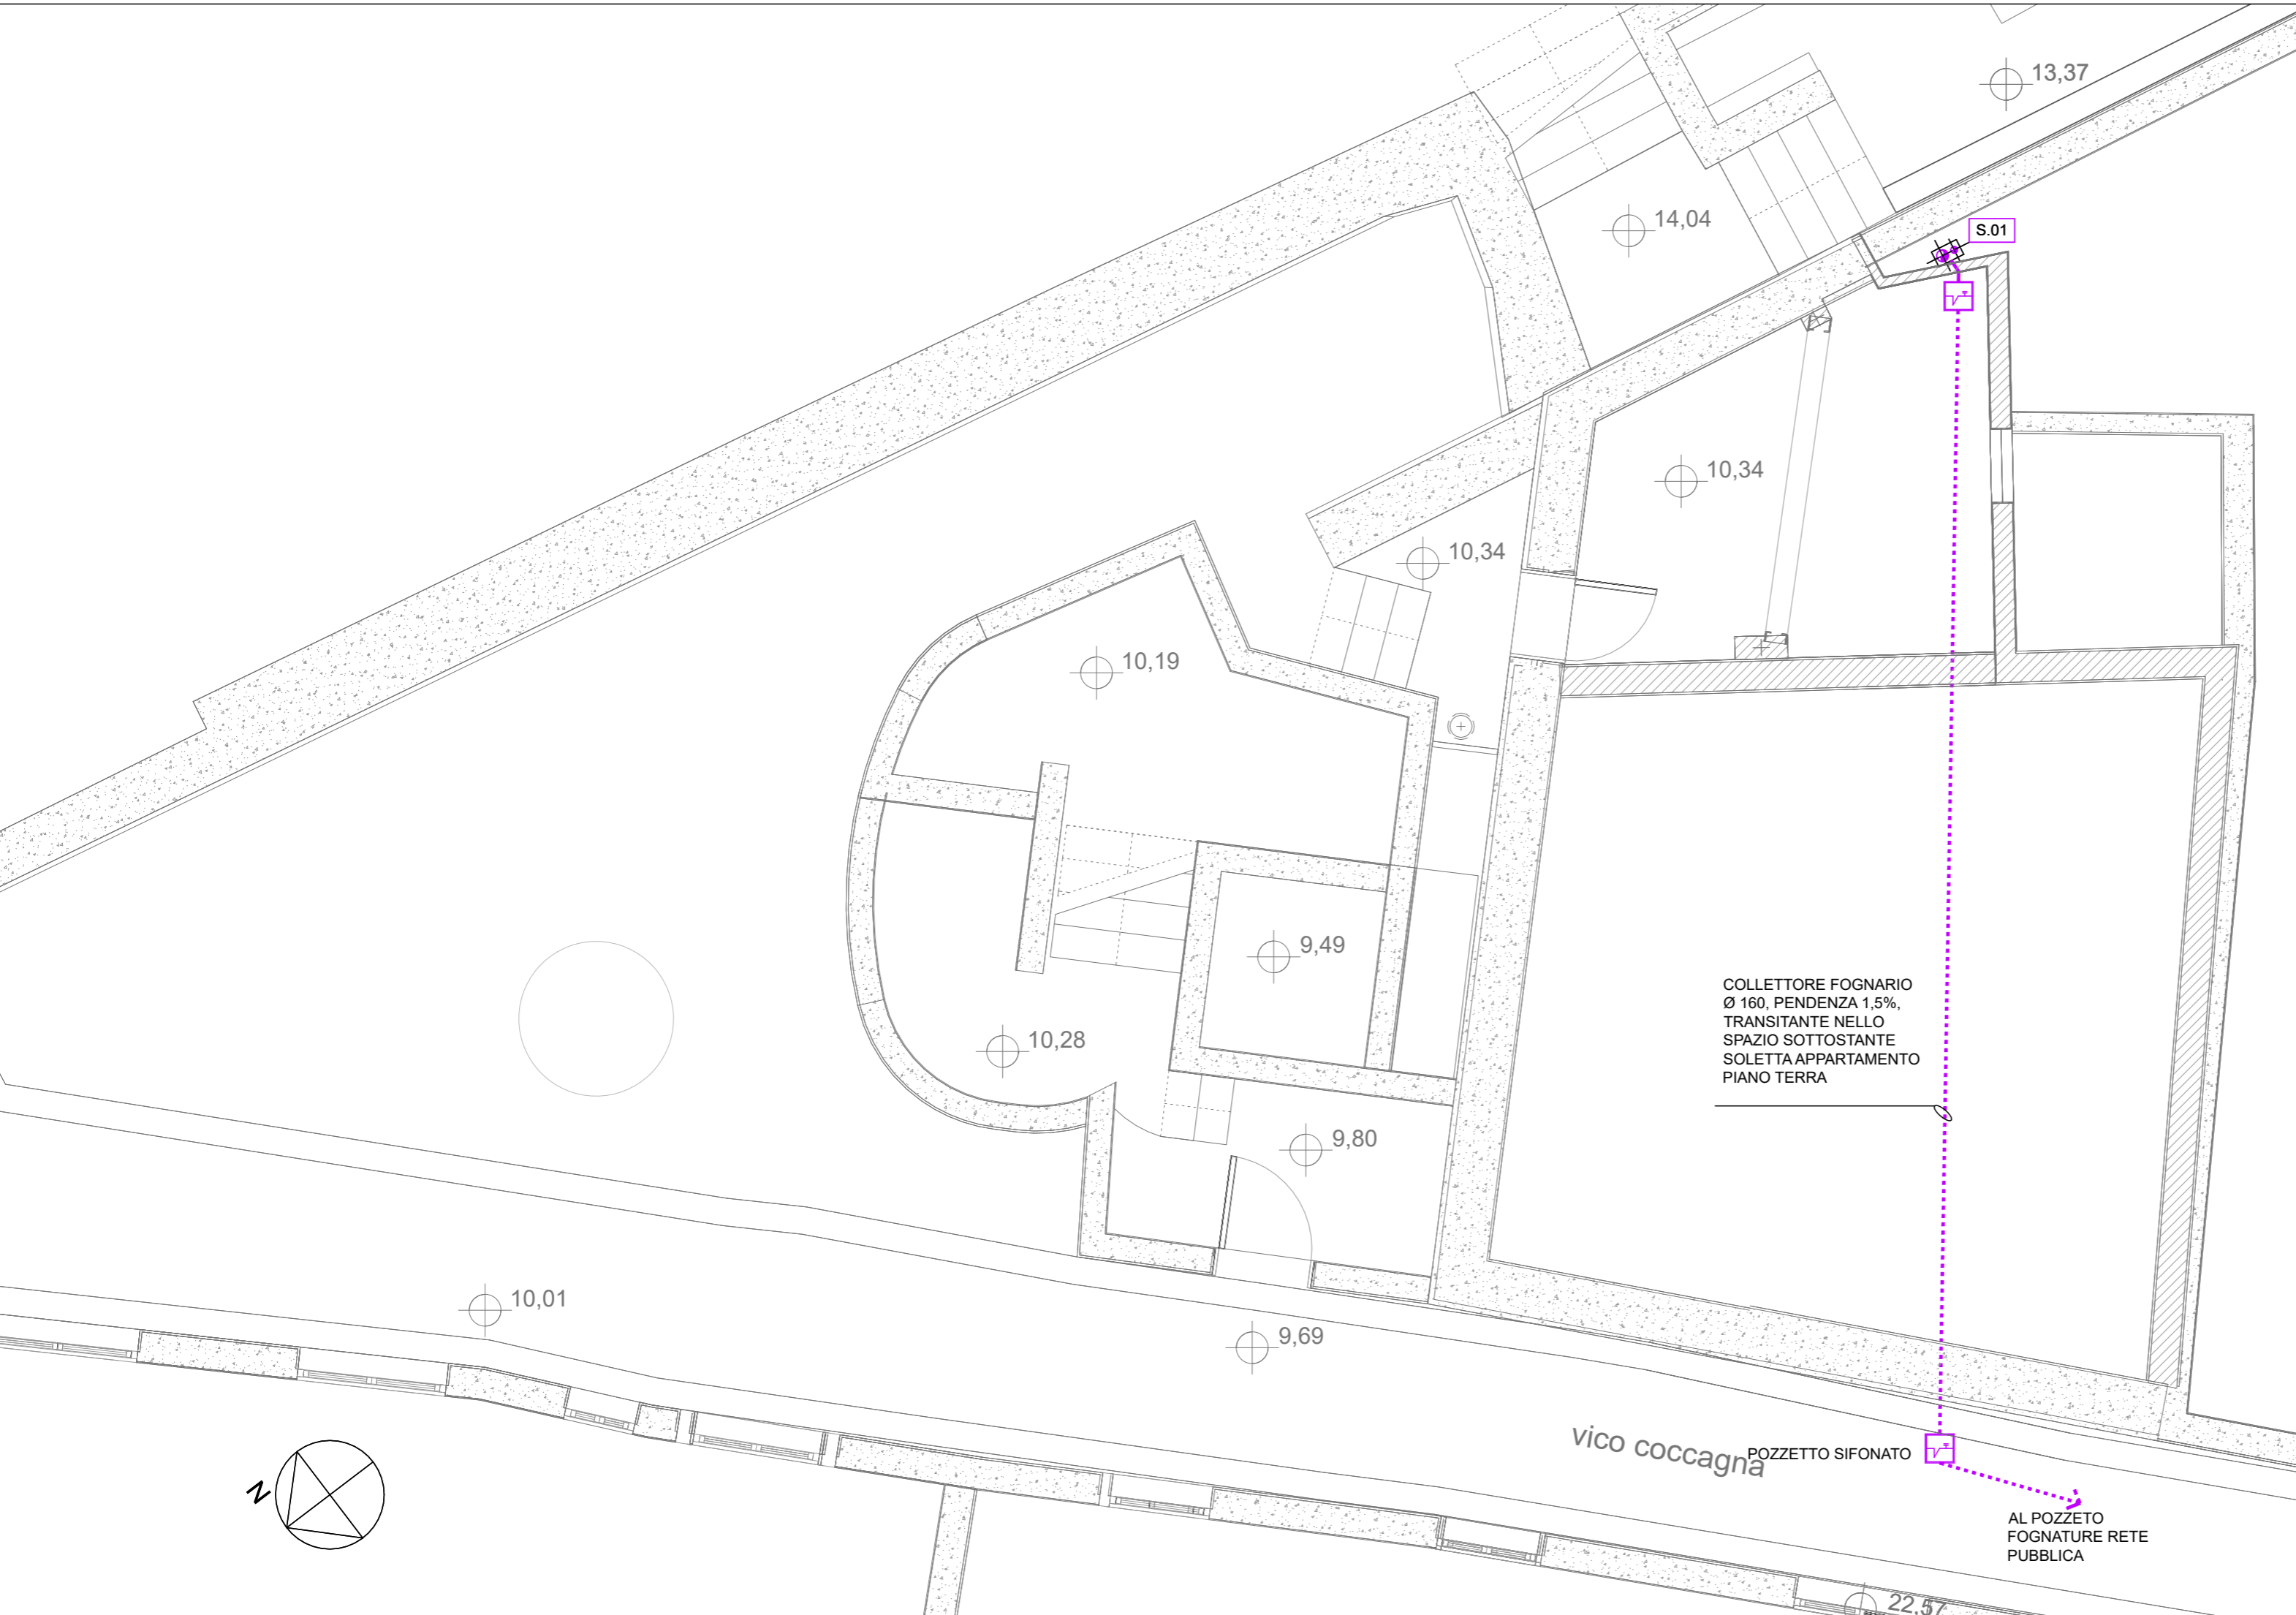 13,37
14,04
S.01
10,34
10,34
10,19
9,49
COLLETTORE FOGNARIO
Ø 160, PENDENZA 1,5%,
TRANSITANTE NELLO
SPAZIO SOTTOSTANTE
SOLETTA APPARTAMENTO
PIANO TERRA
10,28
9,80
10,01
9,69
vico coccagna
POZZETTO SIFONATO
N
AL POZZETO
FOGNATURE RETE
PUBBLICA
22,57